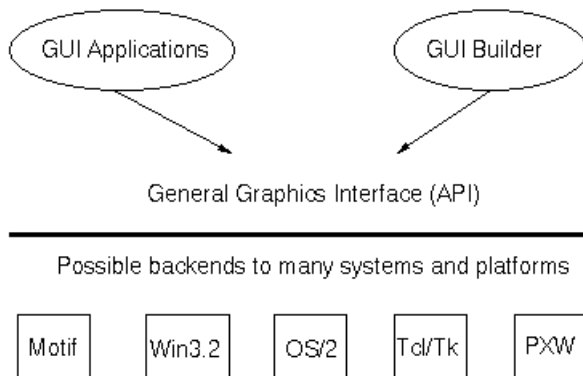 GUI Applications
GUI Builder
General Graphics Interface (API)
Possible backends to many systems and platforms
Motif
Win3.2
OS/2
Tcl/Tk
PXW